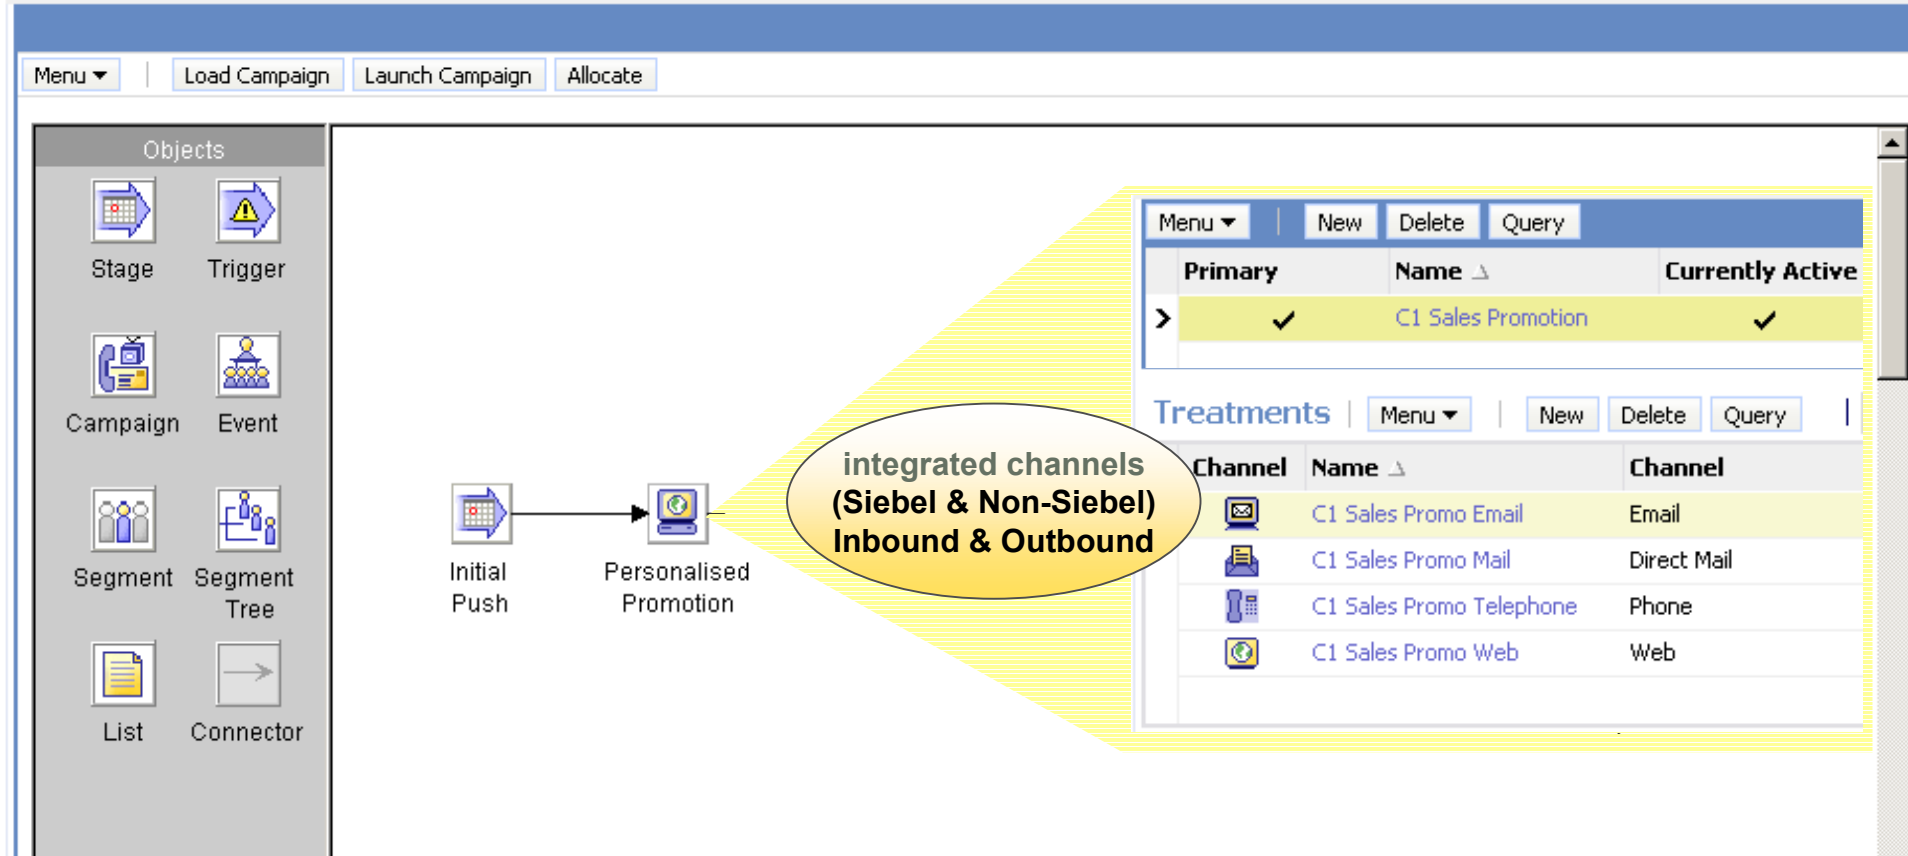 Menu Load Campaign Launch Campaign Allocate
Objects
Stage Trigger
Campaign Event
Segment Segment
Tree
List Connector
Initial
Push
Personalised
Promotion
integrated channels
(Siebel & Non-Siebel)
Inbound & Outbound
Menu New Delete Query
Primary Name Currently Active
C1 Sales Promotion
Treatments Menu New Delete Query
Channel Name Channel
C1 Sales Promo Email Email
C1 Sales Promo Mail Direct Mail
C1 Sales Promo Telephone Phone
C1 Sales Promo Web Web